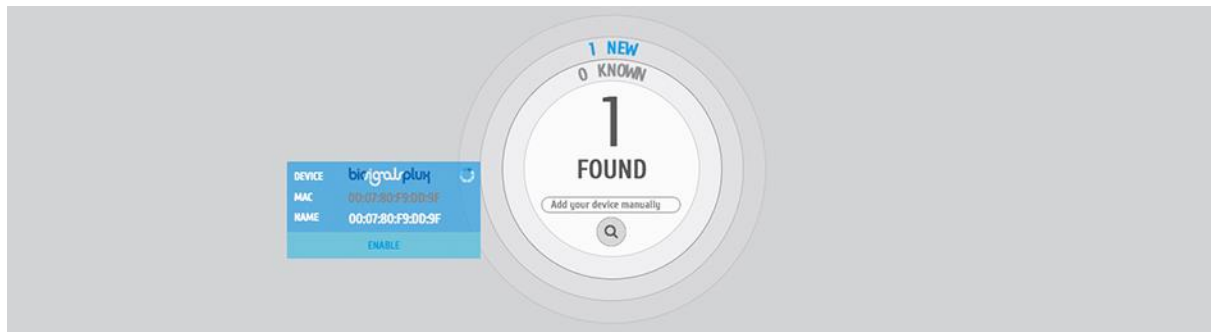 1 NEW
0 KNOWN
1
FOUND
Add your device manually
DEVICE biosignalsplux
MAC 00:07:80:F9:DD:9F
NAME 00:07:80:F9:DD:9F
ENABLE